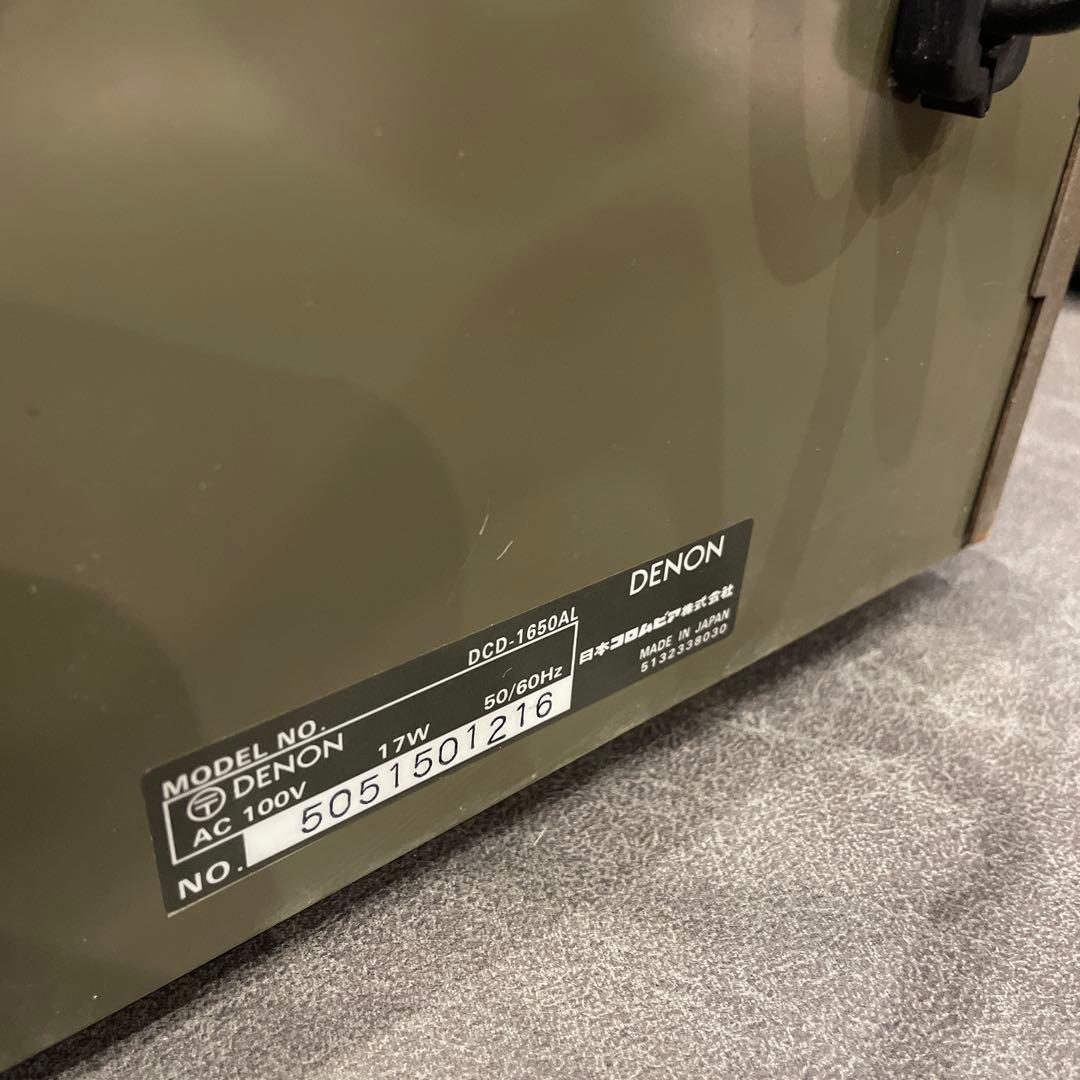 MODEL NO. DCD-1650AL
〒 DENON
AC 100V 17W 50/60Hz
NO. 5051501216
DENON
日本コロムビア株式会社
MADE IN JAPAN
5132338030